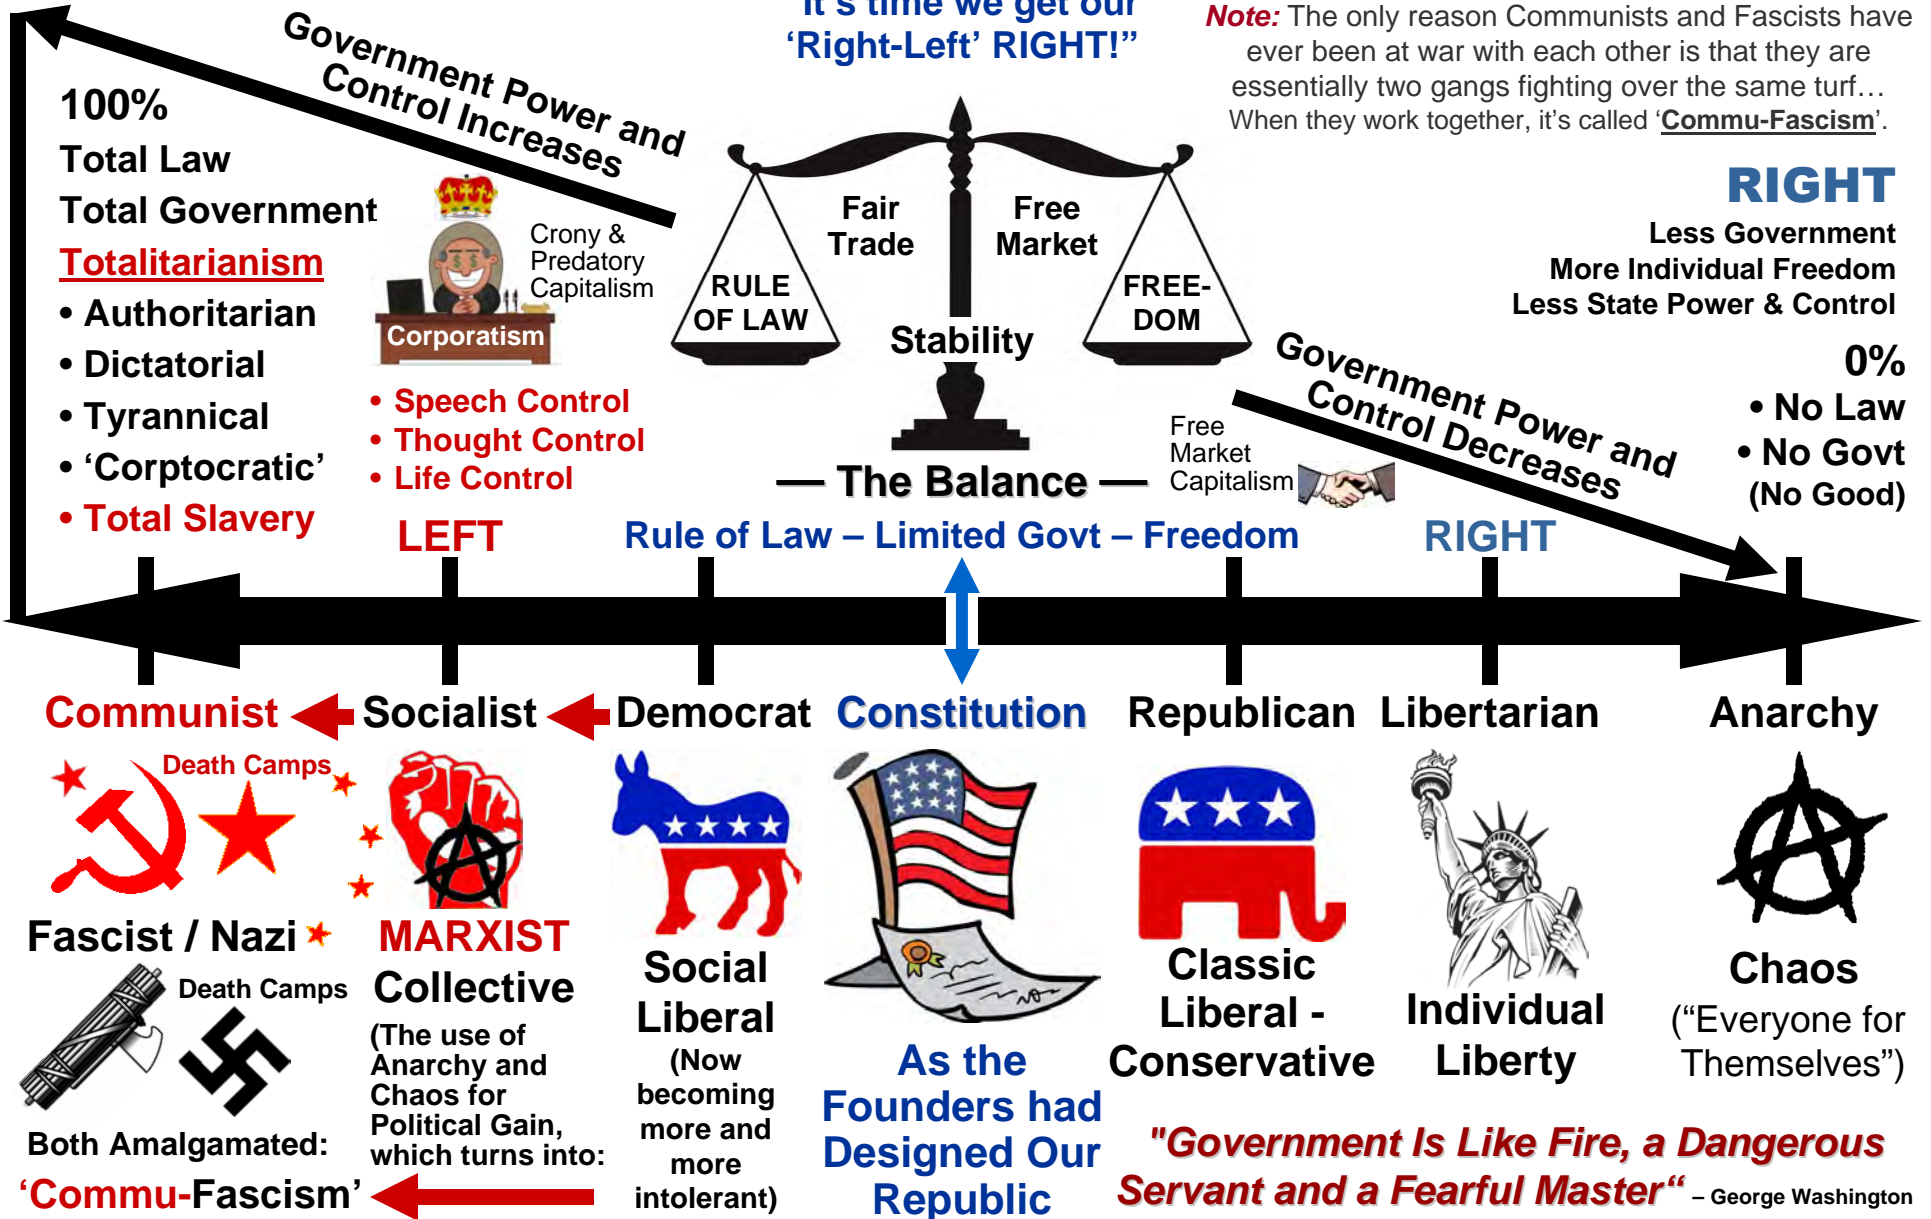 "It's time we get our
'Right-Left' RIGHT!”
Note: The only reason Communists and Fascists have
ever been at war with each other is that they are
essentially two gangs fighting over the same turf…
When they work together, it's called ‘Commu-Fascism’.
Government Power and
Control Increases
100%
Total Law
Total Government
Totalitarianism
• Authoritarian
• Dictatorial
• Tyrannical
• ‘Corptocratic’
• Total Slavery
Crony &
Predatory
Capitalism
$ $
Corporatism
• Speech Control
• Thought Control
• Life Control
LEFT
Fair
Trade
Free
Market
RULE
OF LAW
FREE-
DOM
Stability
— The Balance —
Rule of Law – Limited Govt – Freedom
Free
Market
Capitalism
RIGHT
Less Government
More Individual Freedom
Less State Power & Control
Government Power and
Control Decreases
0%
• No Law
• No Govt
(No Good)
RIGHT
Communist
Socialist
Democrat
Constitution
Republican
Libertarian
Anarchy
Death Camps
Fascist / Nazi
Death Camps
Both Amalgamated:
‘Commu-Fascism’
MARXIST
Collective
(The use of
Anarchy and
Chaos for
Political Gain,
which turns into:
Social
Liberal
(Now
becoming
more and
more
intolerant)
As the
Founders had
Designed Our
Republic
Classic
Liberal -
Conservative
Individual
Liberty
Chaos
(“Everyone for
Themselves”)
"Government Is Like Fire, a Dangerous
Servant and a Fearful Master“ – George Washington